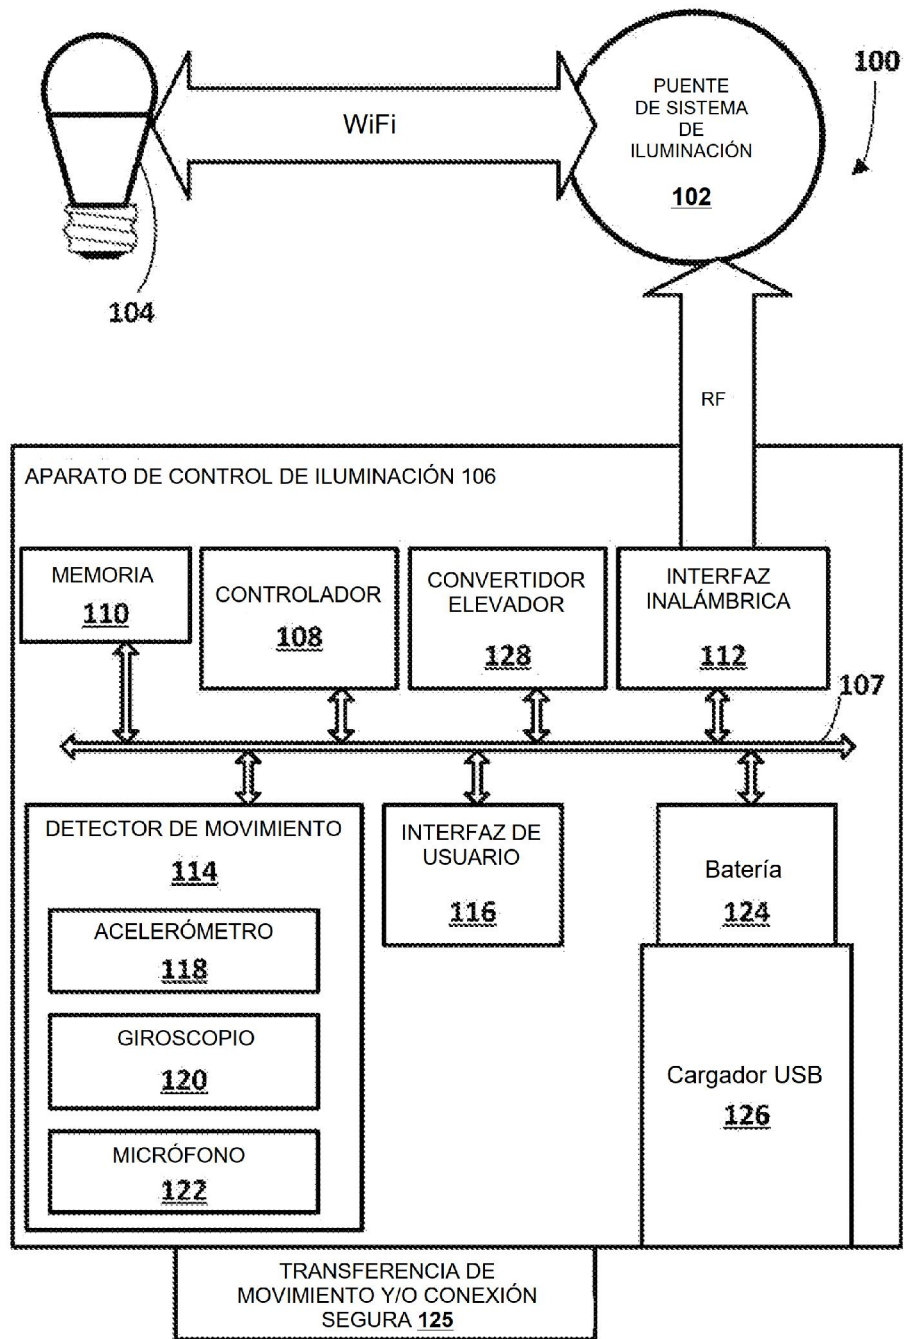 100
PUENTE
DE SISTEMA
DE
ILUMINACIÓN
102
WiFi
104
RF
APARATO DE CONTROL DE ILUMINACIÓN 106
MEMORIA
110
CONTROLADOR
108
CONVERTIDOR
ELEVADOR
128
INTERFAZ
INALÁMBRICA
112
107
DETECTOR DE MOVIMIENTO
114
ACELERÓMETRO
118
GIROSCOPIO
120
MICRÓFONO
122
INTERFAZ DE
USUARIO
116
Batería
124
Cargador USB
126
TRANSFERENCIA DE
MOVIMIENTO Y/O CONEXIÓN
SEGURA 125